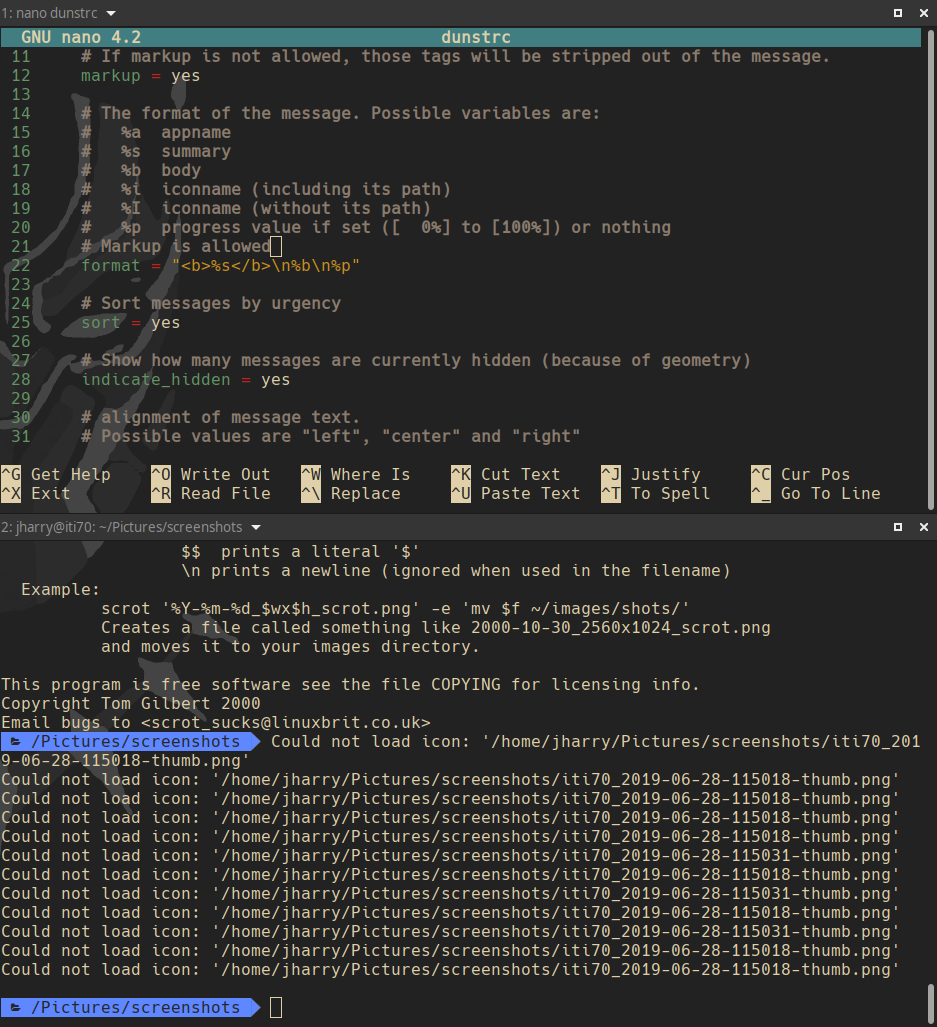 1: nano dunstrc
GNU nano 4.2 dunstrc
11 # If markup is not allowed, those tags will be stripped out of the message.
12 markup = yes
13
14 # The format of the message. Possible variables are:
15 # %a appname
16 # %s summary
17 # %b body
18 # %i iconname (including its path)
19 # %I iconname (without its path)
20 # %p progress value if set ([ 0%] to [100%]) or nothing
21 # Markup is allowed
22 format = "<b>%s</b>\n%b\n%p"
23
24 # Sort messages by urgency
25 sort = yes
26
27 # Show how many messages are currently hidden (because of geometry)
28 indicate_hidden = yes
29
30 # alignment of message text.
31 # Possible values are "left", "center" and "right"
^G Get Help ^O Write Out ^W Where Is ^K Cut Text ^J Justify ^C Cur Pos
^X Exit ^R Read File ^\ Replace ^U Paste Text ^T To Spell ^_ Go To Line
2: jharry@iti70: ~/Pictures/screenshots
$$ prints a literal '$'
\n prints a newline (ignored when used in the filename)
Example:
scrot '%Y-%m-%d_$wx$h_scrot.png' -e 'mv $f ~/images/shots/'
Creates a file called something like 2000-10-30_2560x1024_scrot.png
and moves it to your images directory.
This program is free software see the file COPYING for licensing info.
Copyright Tom Gilbert 2000
Email bugs to <scrot_sucks@linuxbrit.co.uk>
/Pictures/screenshots Could not load icon: '/home/jharry/Pictures/screenshots/iti70_201
9-06-28-115018-thumb.png'
Could not load icon: '/home/jharry/Pictures/screenshots/iti70_2019-06-28-115018-thumb.png'
Could not load icon: '/home/jharry/Pictures/screenshots/iti70_2019-06-28-115018-thumb.png'
Could not load icon: '/home/jharry/Pictures/screenshots/iti70_2019-06-28-115018-thumb.png'
Could not load icon: '/home/jharry/Pictures/screenshots/iti70_2019-06-28-115018-thumb.png'
Could not load icon: '/home/jharry/Pictures/screenshots/iti70_2019-06-28-115031-thumb.png'
Could not load icon: '/home/jharry/Pictures/screenshots/iti70_2019-06-28-115018-thumb.png'
Could not load icon: '/home/jharry/Pictures/screenshots/iti70_2019-06-28-115031-thumb.png'
Could not load icon: '/home/jharry/Pictures/screenshots/iti70_2019-06-28-115018-thumb.png'
Could not load icon: '/home/jharry/Pictures/screenshots/iti70_2019-06-28-115031-thumb.png'
Could not load icon: '/home/jharry/Pictures/screenshots/iti70_2019-06-28-115018-thumb.png'
Could not load icon: '/home/jharry/Pictures/screenshots/iti70_2019-06-28-115018-thumb.png'
/Pictures/screenshots